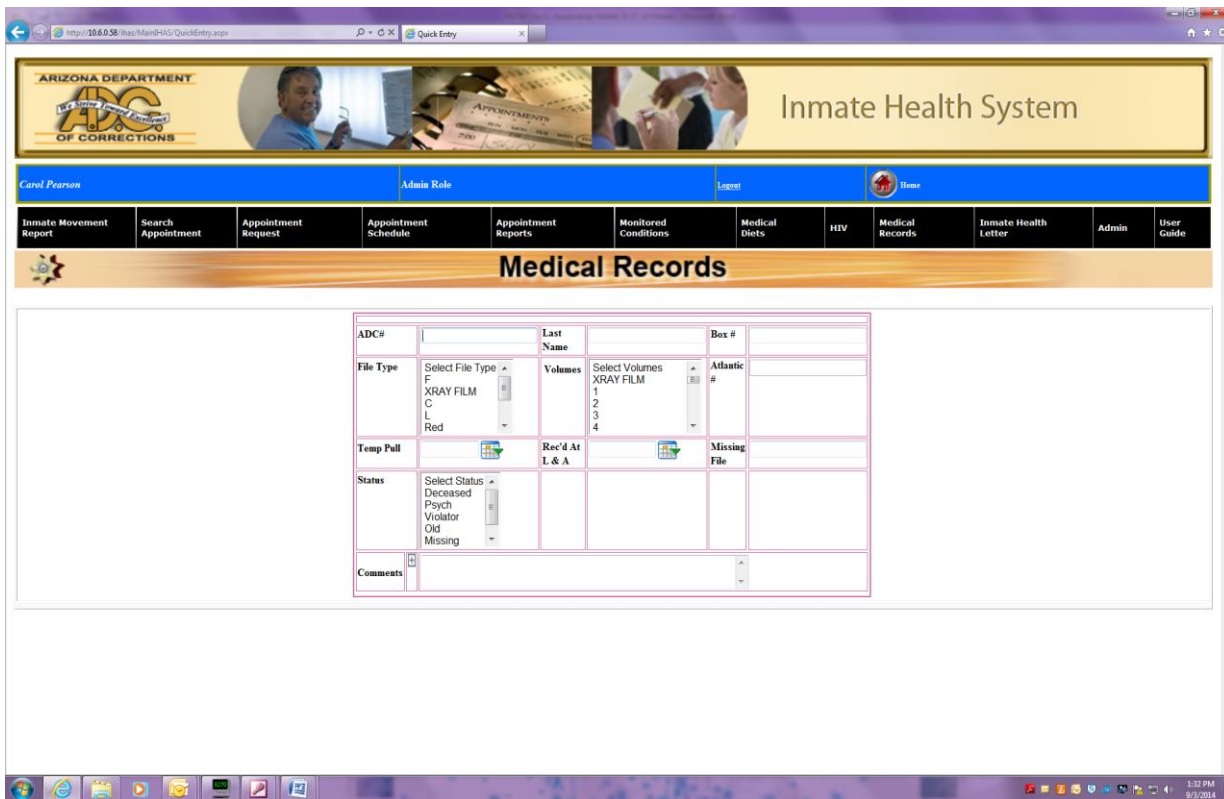 http://10.6.0.58/ihas/MainIHAS/QuickEntry.aspx
Quick Entry
ARIZONA DEPARTMENT
We Strive Toward Excellence
ADC
OF CORRECTIONS
APPOINTMENTS
7:00
Inmate Health System
Carol Pearson
Admin Role
Logout
Home
Inmate Movement Report
Search Appointment
Appointment Request
Appointment Schedule
Appointment Reports
Monitored Conditions
Medical Diets
HIV
Medical Records
Inmate Health Letter
Admin
User Guide
Medical Records
ADC#
Last Name
Box #
File Type
Select File Type
F
XRAY FILM
C
L
Red
Volumes
Select Volumes
XRAY FILM
1
2
3
4
Atlantic #
Temp Pull
Rec'd At L & A
Missing File
Status
Select Status
Deceased
Psych
Violator
Old
Missing
Comments
+
1:32 PM
9/3/2014